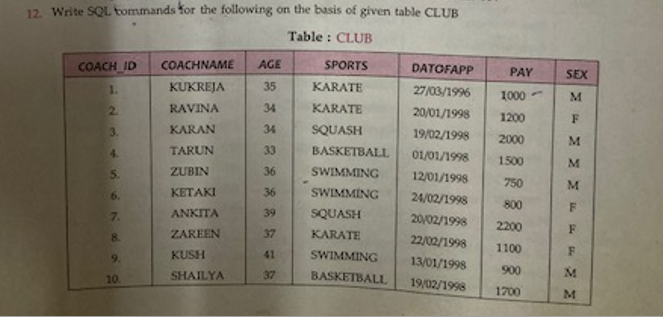 12. Write SQL commands for the following on the basis of given table CLUB
Table : CLUB
COACH_ID COACHNAME AGE SPORTS DATOFAPP PAY SEX
1. KUKREJA 35 KARATE 27/03/1996 1000 M
2. RAVINA 34 KARATE 20/01/1998 1200 F
3. KARAN 34 SQUASH 19/02/1998 2000 M
4. TARUN 33 BASKETBALL 01/01/1998 1500 M
5. ZUBIN 36 SWIMMING 12/01/1998 750 M
6. KETAKI 36 SWIMMING 24/02/1998 800 F
7. ANKITA 39 SQUASH 20/02/1998 2200 F
8. ZAREEN 37 KARATE 22/02/1998 1100 F
9. KUSH 41 SWIMMING 13/01/1998 900 M
10. SHAILYA 37 BASKETBALL 19/02/1998 1700 M